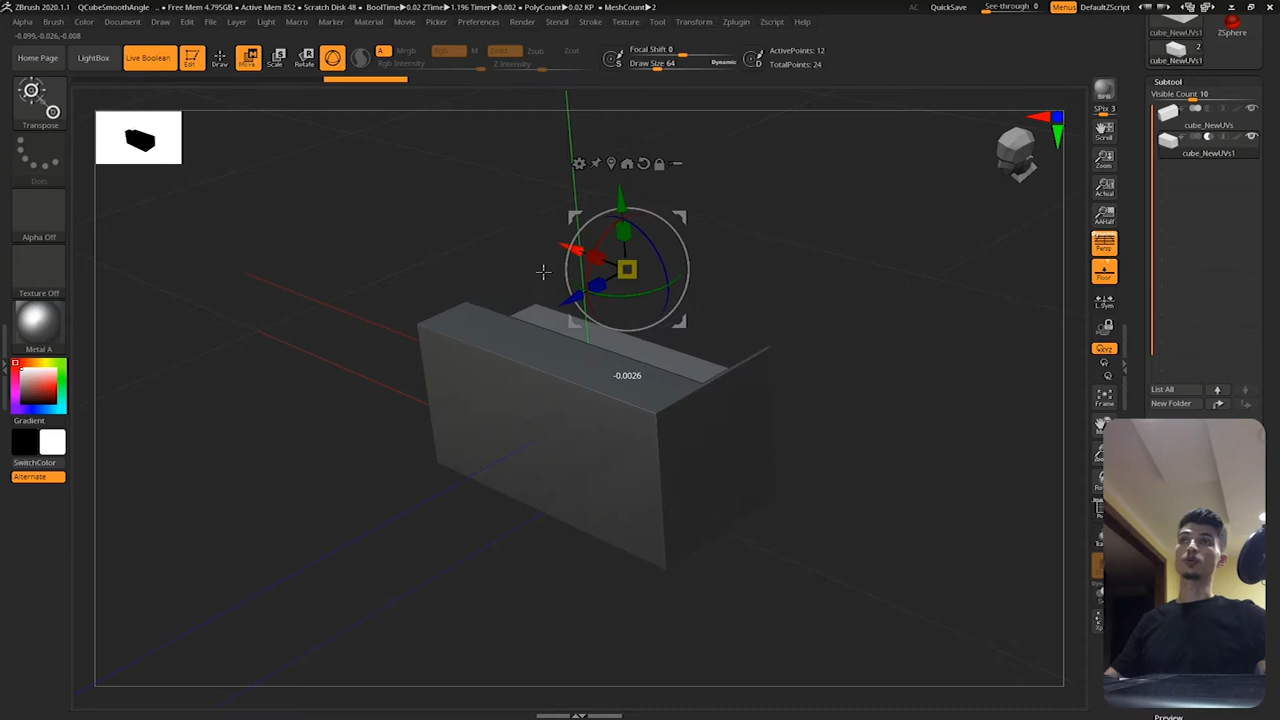 ZBrush 2020.1.1 QCubeSmoothAngle .. • Free Mem 4.795GB • Active Mem 852 • Scratch Disk 48 • BoolTime▶0.02 ZTime▶1.196 Timer▶0.002 • PolyCount▶0.02 KP • MeshCount▶2 AC QuickSave See-through 0 Menus DefaultZScript
Alpha Brush Color Document Draw Edit File Layer Light Macro Marker Material Movie Picker Preferences Render Stencil Stroke Texture Tool Transform Zplugin Zscript Help
-0.099,-0.026,-0.008
Home Page LightBox Live Boolean Edit Draw Move Scale Rotate
A Mrgb Rgb M Zadd Zsub Zcut
Rgb Intensity Z Intensity
S Focal Shift 0
Draw Size 64 Dynamic
D ActivePoints: 12
TotalPoints: 24
cube_NewUVs1
ZSphere
2
cube_NewUVs1
Subtool
Visible Count 10
cube_NewUVs
cube_NewUVs1
List All
New Folder
Transpose
Dots
Alpha Off
Texture Off
Metal A
Gradient
SwitchColor
Alternate
BPR
SPix 3
Scroll
Zoom
Actual
AAHalf
Persp
Floor
L.Sym
xyz
Frame
-0.0026
Preview